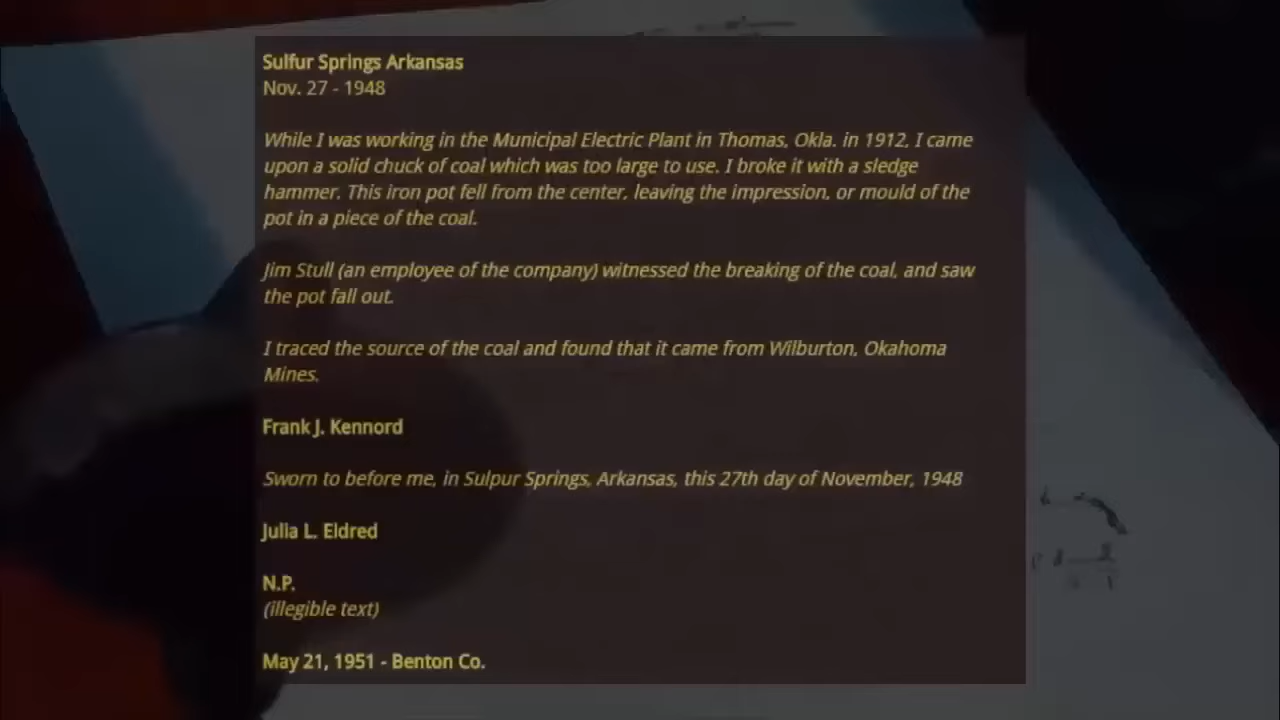 Sulfur Springs Arkansas
Nov. 27 - 1948
While I was working in the Municipal Electric Plant in Thomas, Okla. in 1912, I came
upon a solid chuck of coal which was too large to use. I broke it with a sledge
hammer. This iron pot fell from the center, leaving the impression, or mould of the
pot in a piece of the coal.
Jim Stull (an employee of the company) witnessed the breaking of the coal, and saw
the pot fall out.
I traced the source of the coal and found that it came from Wilburton, Okahoma
Mines.
Frank J. Kennord
Sworn to before me, in Sulpur Springs, Arkansas, this 27th day of November, 1948
Julia L. Eldred
N.P.
(illegible text)
May 21, 1951 - Benton Co.